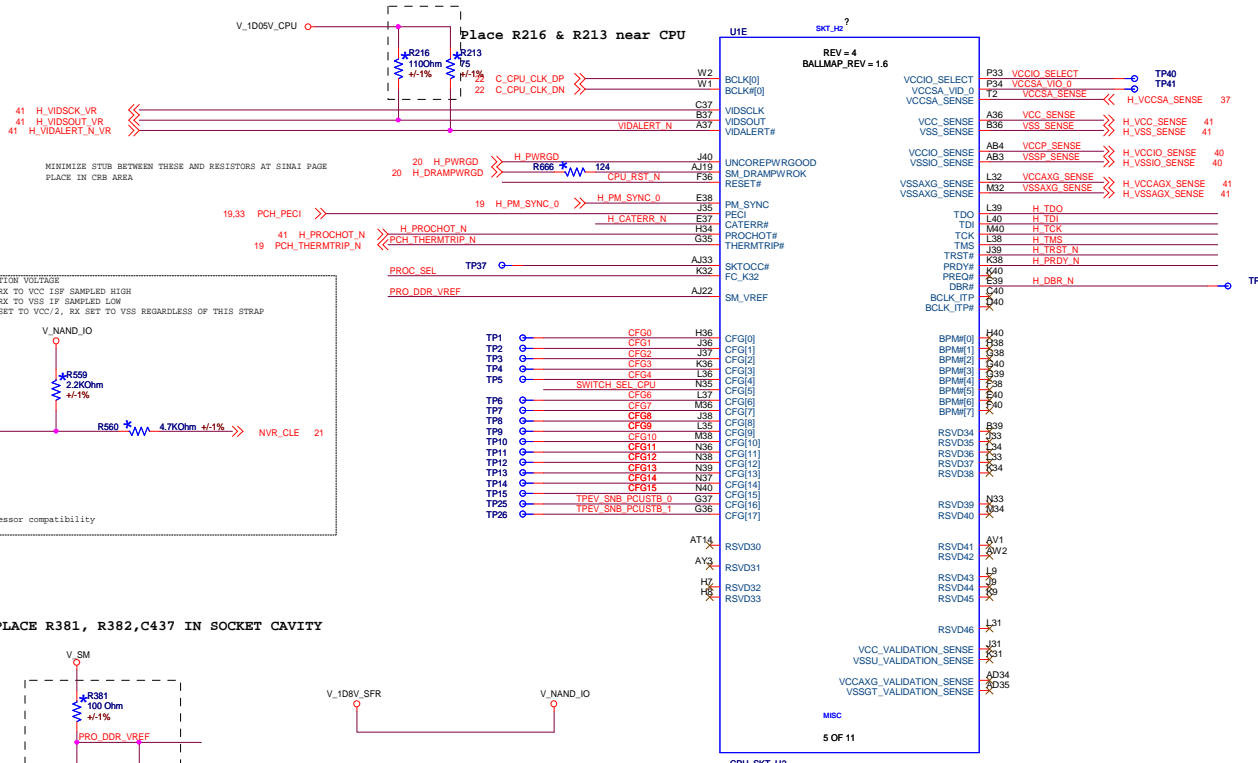 V_1D05V_CPU
Place R216 & R213 near CPU
R216
110Ohm
+/-1%
R213
75
+/-1%
22 C_CPU_CLK_DP
22 C_CPU_CLK_DN
41 H_VIDSCK_VR
41 H_VIDSOUT_VR
41 H_VIDALERT_N_VR
VIDALERT_N
MINIMIZE STUB BETWEEN THESE AND RESISTORS AT SINAI PAGE
PLACE IN CRB AREA
20 H_PWRGD
H_PWRGD
20 H_DRAMPWRGD
R666
124
CPU_RST_N
19 H_PM_SYNC_0
H_PM_SYNC_0
19,33 PCH_PECI
H_CATERR_N
41 H_PROCHOT_N
H_PROCHOT_N
19 PCH_THERMTRIP_N
PCH_THERMTRIP_N
TP37
PROC_SEL
PRO_DDR_VREF
TION VOLTAGE
RX TO VCC ISF SAMPLED HIGH
RX TO VSS IF SAMPLED LOW
SET TO VCC/2, RX SET TO VSS REGARDLESS OF THIS STRAP
V_NAND_IO
R559
2.2KOhm
+/-1%
R560
4.7KOhm +/-1%
NVR_CLE 21
essor compatibility
TP1 CFG0
TP2 CFG1
TP3 CFG2
TP4 CFG3
TP5 CFG4
SWITCH_SEL_CPU
TP6 CFG6
TP7 CFG7
TP8 CFG8
TP9 CFG9
TP10 CFG10
TP11 CFG11
TP12 CFG12
TP13 CFG13
TP14 CFG14
TP15 CFG15
TP25 TPEV_SNB_PCUSTB_0
TP26 TPEV_SNB_PCUSTB_1
U1E
SKT_H2
?
REV = 4
BALLMAP_REV = 1.6
W2 BCLK[0]
W1 BCLK#[0]
C37 VIDSCLK
B37 VIDSOUT
A37 VIDALERT#
J40 UNCOREPWRGOOD
AJ19 SM_DRAMPWROK
F36 RESET#
E38 PM_SYNC
J35 PECI
E37 CATERR#
H34 PROCHOT#
G35 THERMTRIP#
AJ33 SKTOCC#
K32 FC_K32
AJ22 SM_VREF
H36 CFG[0]
J36 CFG[1]
J37 CFG[2]
K36 CFG[3]
L36 CFG[4]
N35 CFG[5]
L37 CFG[6]
M36 CFG[7]
J38 CFG[8]
L35 CFG[9]
M38 CFG[10]
N36 CFG[11]
N38 CFG[12]
N39 CFG[13]
N37 CFG[14]
N40 CFG[15]
G37 CFG[16]
G36 CFG[17]
AT14 RSVD30
AY3 RSVD31
H7 RSVD32
H8 RSVD33
VCCIO_SELECT P33 VCCIO_SELECT TP40
VCCSA_VID_0 P34 VCCSA_VIO_0 TP41
VCCSA_SENSE T2 VCCSA_SENSE H_VCCSA_SENSE 37
VCC_SENSE A36 VCC_SENSE H_VCC_SENSE 41
VSS_SENSE B36 VSS_SENSE H_VSS_SENSE 41
VCCIO_SENSE AB4 VCCP_SENSE H_VCCIO_SENSE 40
VSSIO_SENSE AB3 VSSP_SENSE H_VSSIO_SENSE 40
VSSAXG_SENSE L32 VCCAXG_SENSE H_VCCAGX_SENSE 41
VSSAXG_SENSE M32 VSSAXG_SENSE H_VSSAGX_SENSE 41
TDO L39 H_TDO
TDI L40 H_TDI
TCK M40 H_TCK
TMS L38 H_TMS
TRST# J39 H_TRST_N
PRDY# K38 H_PRDY_N
PREQ# K40
DBR# E39 H_DBR_N TP
BCLK_ITP C40
BCLK_ITP# D40
BPM#[0] H40
BPM#[1] H38
BPM#[2] G38
BPM#[3] G40
BPM#[4] G39
BPM#[5] F38
BPM#[6] E40
BPM#[7] F40
RSVD34 B39
RSVD35 J33
RSVD36 L34
RSVD37 L33
RSVD38 K34
RSVD39 N33
RSVD40 M34
RSVD41 AV1
RSVD42 AW2
RSVD43 L9
RSVD44 J9
RSVD45 K9
RSVD46 L31
VCC_VALIDATION_SENSE J31
VSSU_VALIDATION_SENSE K31
VCCAXG_VALIDATION_SENSE AD34
VSSGT_VALIDATION_SENSE AD35
MISC
5 OF 11
CPU_SKT_H2
PLACE R381, R382,C437 IN SOCKET CAVITY
V_SM
R381
100 Ohm
+/-1%
PRO_DDR_VREF
V_1D8V_SFR
V_NAND_IO